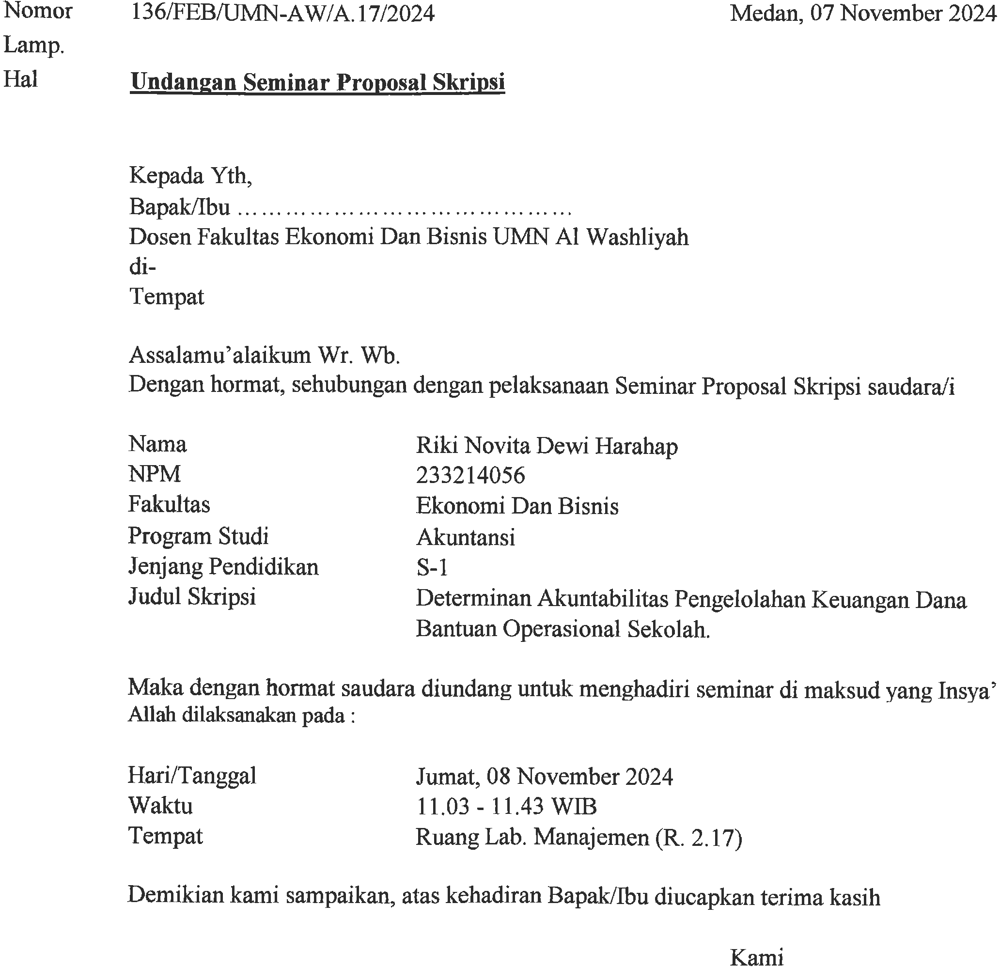 Nomor 136/FEB/UMN-AW/A.17/2024 Medan, 07 November 2024
Lamp.
Hal Undangan Seminar Proposal Skripsi
Kepada Yth,
Bapak/Ibu ..........................................
Dosen Fakultas Ekonomi Dan Bisnis UMN Al Washliyah
di-
Tempat
Assalamu’alaikum Wr. Wb.
Dengan hormat, sehubungan dengan pelaksanaan Seminar Proposal Skripsi saudara/i
Nama Riki Novita Dewi Harahap
NPM 233214056
Fakultas Ekonomi Dan Bisnis
Program Studi Akuntansi
Jenjang Pendidikan S-1
Judul Skripsi Determinan Akuntabilitas Pengelolahan Keuangan Dana
Bantuan Operasional Sekolah.
Maka dengan hormat saudara diundang untuk menghadiri seminar di maksud yang Insya’
Allah dilaksanakan pada :
Hari/Tanggal Jumat, 08 November 2024
Waktu 11.03 - 11.43 WIB
Tempat Ruang Lab. Manajemen (R. 2.17)
Demikian kami sampaikan, atas kehadiran Bapak/Ibu diucapkan terima kasih
Kami